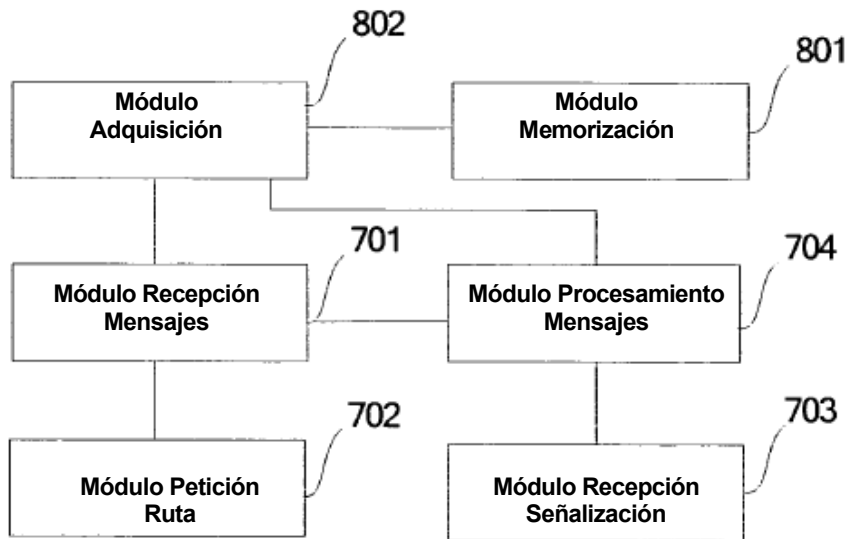 802
801
Módulo
Adquisición
Módulo
Memorización
701
704
Módulo Recepción
Mensajes
Módulo Procesamiento
Mensajes
702
703
Módulo Petición
Ruta
Módulo Recepción
Señalización